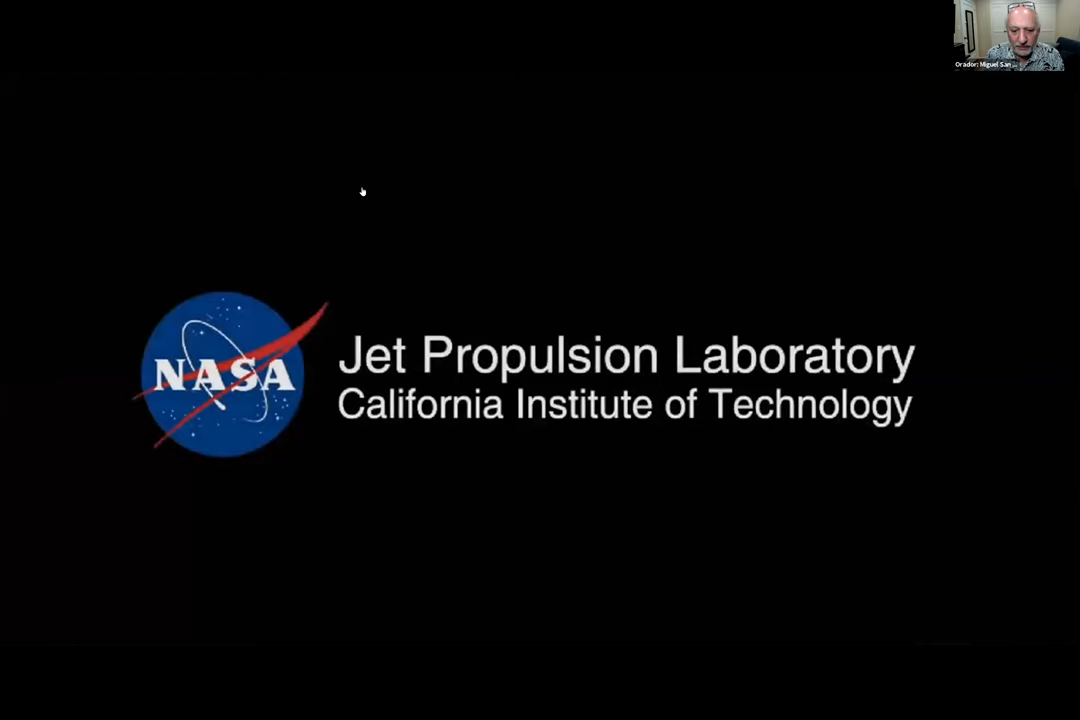 Orador: Miguel San ...
NASA
Jet Propulsion Laboratory
California Institute of Technology